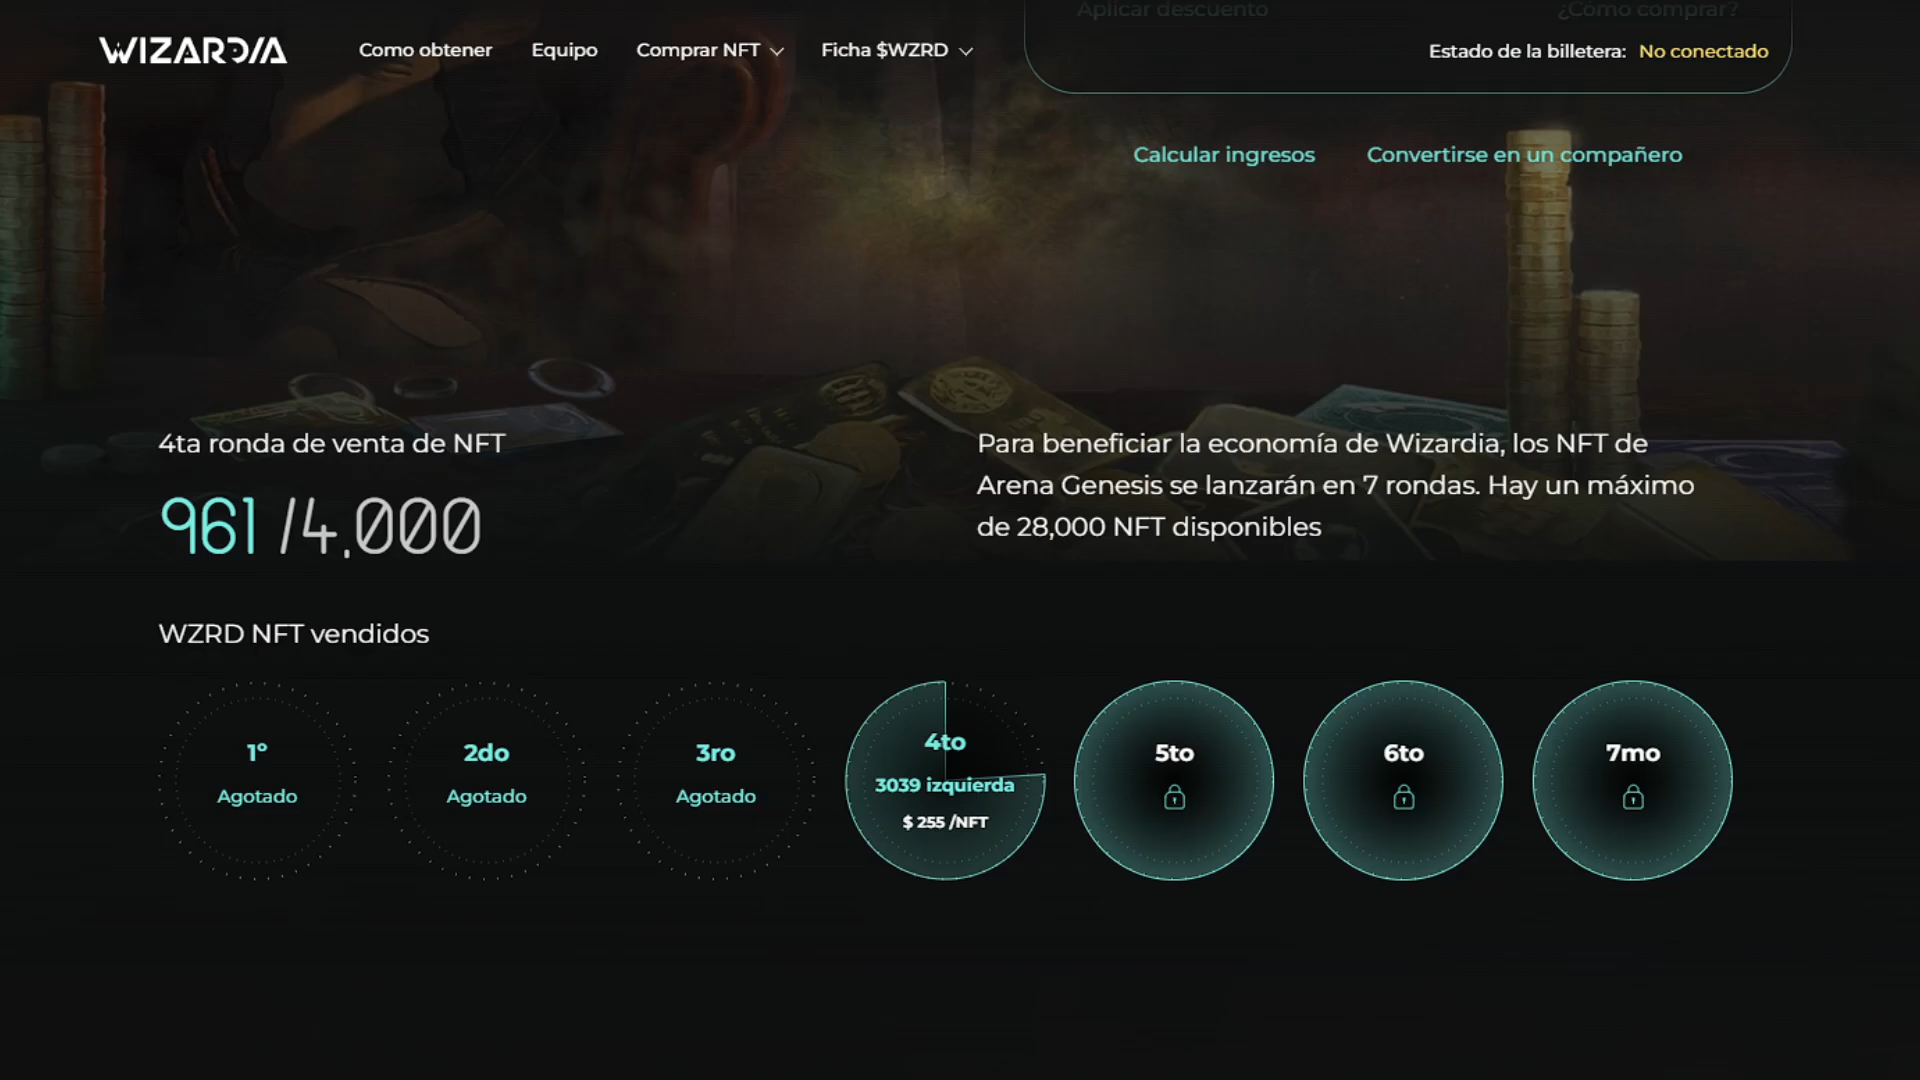 Aplicar descuento
¿Cómo comprar?
WIZARDIA
Como obtener
Equipo
Comprar NFT
Ficha $WZRD
Estado de la billetera: No conectado
Calcular ingresos
Convertirse en un compañero
4ta ronda de venta de NFT
961 /4,000
WZRD NFT vendidos
Para beneficiar la economía de Wizardia, los NFT de
Arena Genesis se lanzarán en 7 rondas. Hay un máximo
de 28,000 NFT disponibles
1º
Agotado
2do
Agotado
3ro
Agotado
4to
3039 izquierda
$ 255 /NFT
5to
6to
7mo